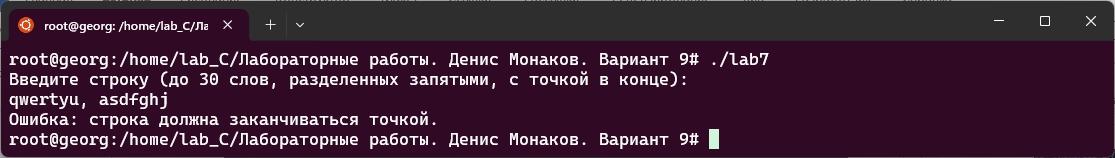 root@georg: /home/lab_C/Ла
root@georg:/home/lab_C/Лабораторные работы. Денис Монаков. Вариант 9# ./lab7
Введите строку (до 30 слов, разделенных запятыми, с точкой в конце):
qwertyu, asdfghj
Ошибка: строка должна заканчиваться точкой.
root@georg:/home/lab_C/Лабораторные работы. Денис Монаков. Вариант 9#